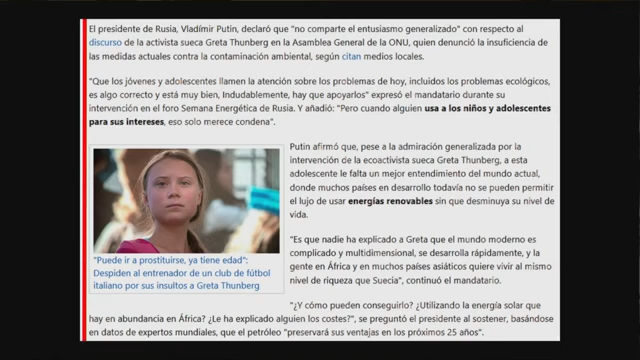 El presidente de Rusia, Vladímir Putin, declaró que "no comparte el entusiasmo generalizado" con respecto al
discurso de la activista sueca Greta Thunberg en la Asamblea General de la ONU, quien denunció la insuficiencia de
las medidas actuales contra la contaminación ambiental, según citan medios locales.
"Que los jóvenes y adolescentes llamen la atención sobre los problemas de hoy, incluidos los problemas ecológicos,
es algo correcto y está muy bien, Indudablemente, hay que apoyarlos" expresó el mandatario durante su
intervención en el foro Semana Energética de Rusia. Y añadió: "Pero cuando alguien usa a los niños y adolescentes
para sus intereses, eso solo merece condena".
Putin afirmó que, pese a la admiración generalizada por la
intervención de la ecoactivista sueca Greta Thunberg, a esta
adolescente le falta un mejor entendimiento del mundo actual,
donde muchos países en desarrollo todavía no se pueden permitir
el lujo de usar energías renovables sin que desminuya su nivel de
vida.
"Puede ir a prostituirse, ya tiene edad":
Despiden al entrenador de un club de fútbol
italiano por sus insultos a Greta Thunberg
"Es que nadie ha explicado a Greta que el mundo moderno es
complicado y multidimensional, se desarrolla rápidamente, y la
gente en África y en muchos países asiáticos quiere vivir al mismo
nivel de riqueza que Suecia", continuó el mandatario.
"¿Y cómo pueden conseguirlo? ¿Utilizando la energía solar que
hay en abundancia en África? ¿Le ha explicado alguien los costes?", se preguntó el presidente al sostener, basándose
en datos de expertos mundiales, que el petróleo "preservará sus ventajas en los próximos 25 años".